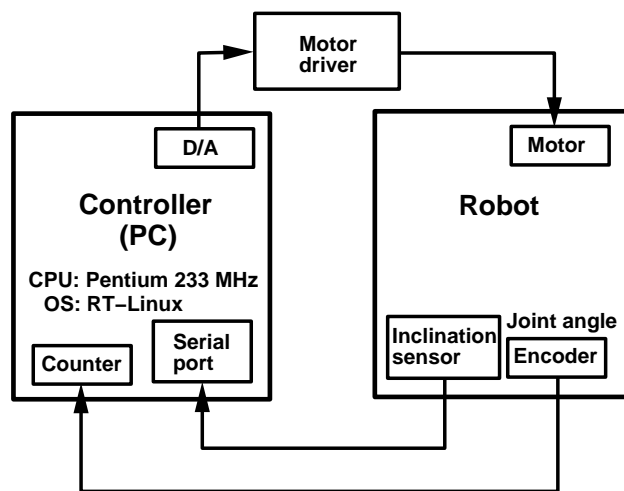 Motor
driver
D/A
Motor
Controller
(PC)
Robot
CPU: Pentium 233 MHz
OS: RT−Linux
Serial
port
Counter
Inclination
sensor
Joint angle
Encoder